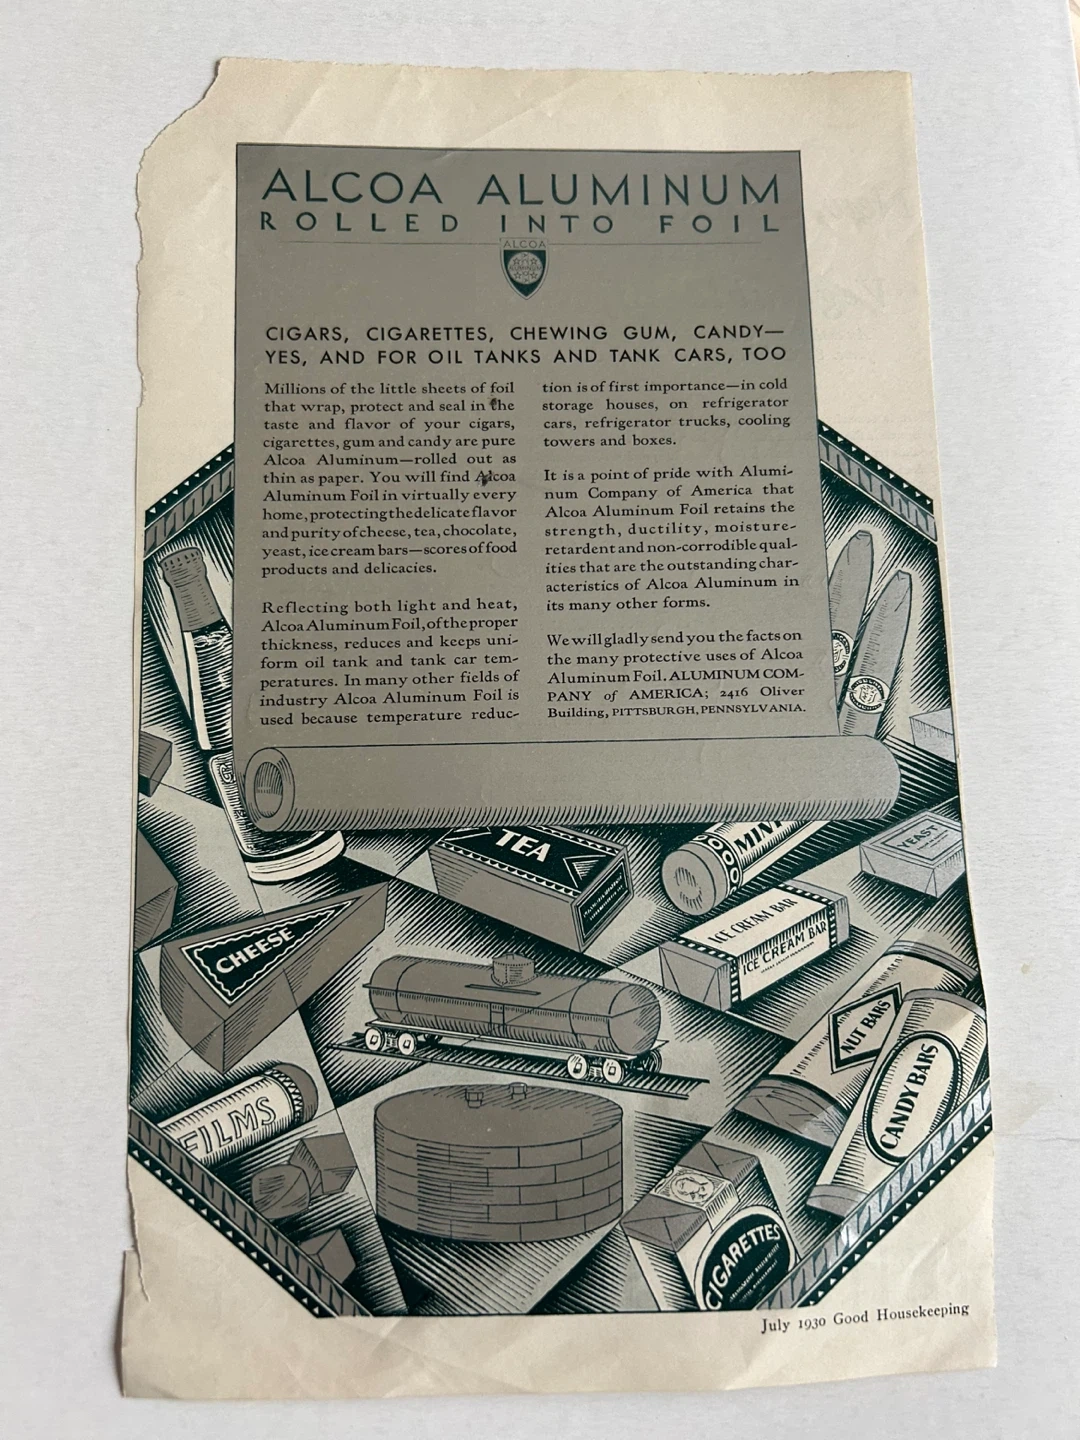 ALCOA ALUMINUM
ROLLED INTO FOIL
ALCOA
CIGARS, CIGARETTES, CHEWING GUM, CANDY—
YES, AND FOR OIL TANKS AND TANK CARS, TOO
Millions of the little sheets of foil
that wrap, protect and seal in the
taste and flavor of your cigars,
cigarettes, gum and candy are pure
Alcoa Aluminum—rolled out as
thin as paper. You will find Alcoa
Aluminum Foil in virtually every
home, protecting the delicate flavor
and purity of cheese, tea, chocolate,
yeast, ice cream bars—scores of food
products and delicacies.
Reflecting both light and heat,
Alcoa Aluminum Foil, of the proper
thickness, reduces and keeps uni-
form oil tank and tank car tem-
peratures. In many other fields of
industry Alcoa Aluminum Foil is
used because temperature reduc-
tion is of first importance—in cold
storage houses, on refrigerator
cars, refrigerator trucks, cooling
towers and boxes.
It is a point of pride with Alumi-
num Company of America that
Alcoa Aluminum Foil retains the
strength, ductility, moisture-
retardent and non-corrodible qual-
ities that are the outstanding char-
acteristics of Alcoa Aluminum in
its many other forms.
We will gladly send you the facts on
the many protective uses of Alcoa
Aluminum Foil. ALUMINUM COM-
PANY of AMERICA; 2416 Oliver
Building, PITTSBURGH, PENNSYLVANIA.
TEA
YEAST
CHEESE
ICE CREAM BAR
ICE CREAM BAR
NUT BARS
CANDY BARS
FILMS
CIGARETTES
July 1930 Good Housekeeping